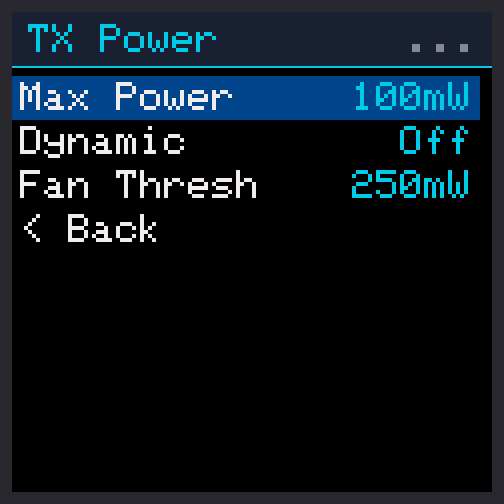 TX Power ...
Max Power 100mW
Dynamic Off
Fan Thresh 250mW
< Back